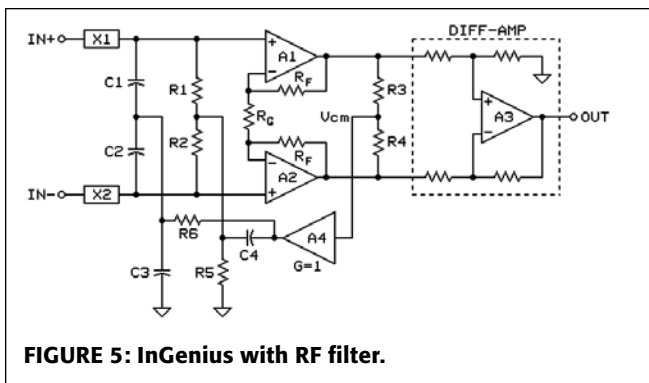 DIFF-AMP
IN+ X1
A1
+
−
C1
R1
RF
R3
RG
Vcm
+
A3
−
OUT
C2
R2
RF
R4
−
A2
+
IN- X2
R6
C4
A4
G=1
C3
R5
FIGURE 5: InGenius with RF filter.